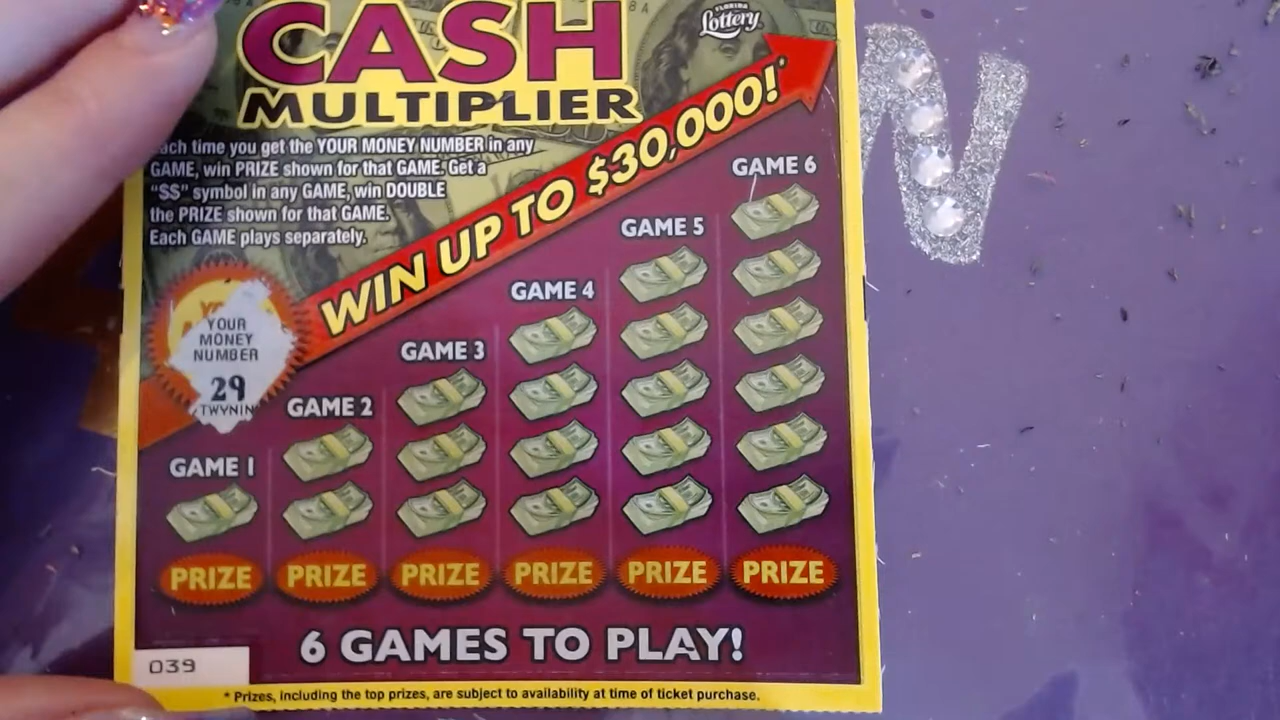 CASH
MULTIPLIER
FLORIDA
Lottery
ach time you get the YOUR MONEY NUMBER in any
GAME, win PRIZE shown for that GAME. Get a
"$$" symbol in any GAME, win DOUBLE
the PRIZE shown for that GAME.
Each GAME plays separately.
WIN UP TO $30,000!*
YOUR
MONEY
NUMBER
29
TWYNIN
GAME 1
GAME 2
GAME 3
GAME 4
GAME 5
GAME 6
PRIZE PRIZE PRIZE PRIZE PRIZE PRIZE
6 GAMES TO PLAY!
039
* Prizes, including the top prizes, are subject to availability at time of ticket purchase.
N